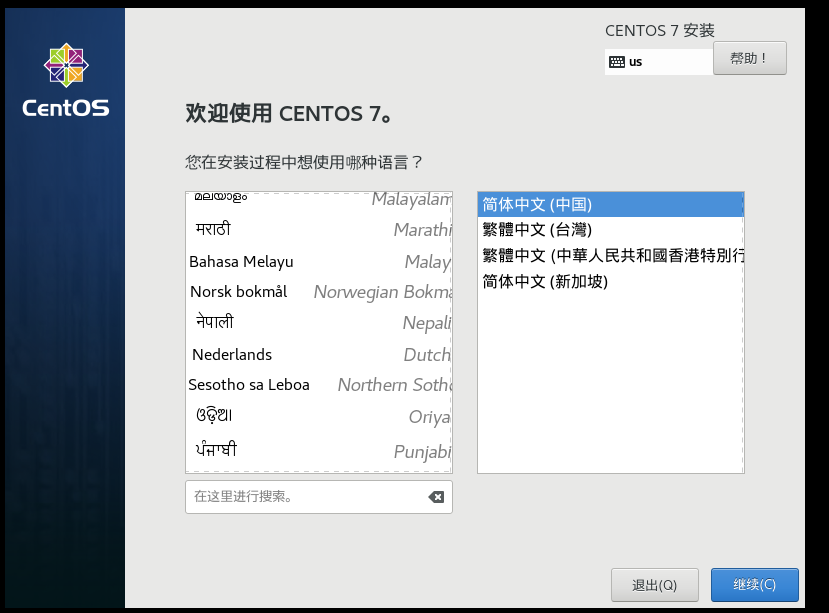 CentOS
CENTOS 7 安装
us
帮助！
欢迎使用 CENTOS 7。
您在安装过程中想使用哪种语言？
മലയാളം Malayalam
मराठी Marathi
Bahasa Melayu Malay
Norsk bokmål Norwegian Bokmå
नेपाली Nepali
Nederlands Dutch
Sesotho sa Leboa Northern Sotho
ଓଡ଼ିଆ Oriya
ਪੰਜਾਬੀ Punjabi
简体中文 (中国)
繁體中文 (台灣)
繁體中文 (中華人民共和國香港特別行
简体中文 (新加坡)
在这里进行搜索。
退出(Q)
继续(C)